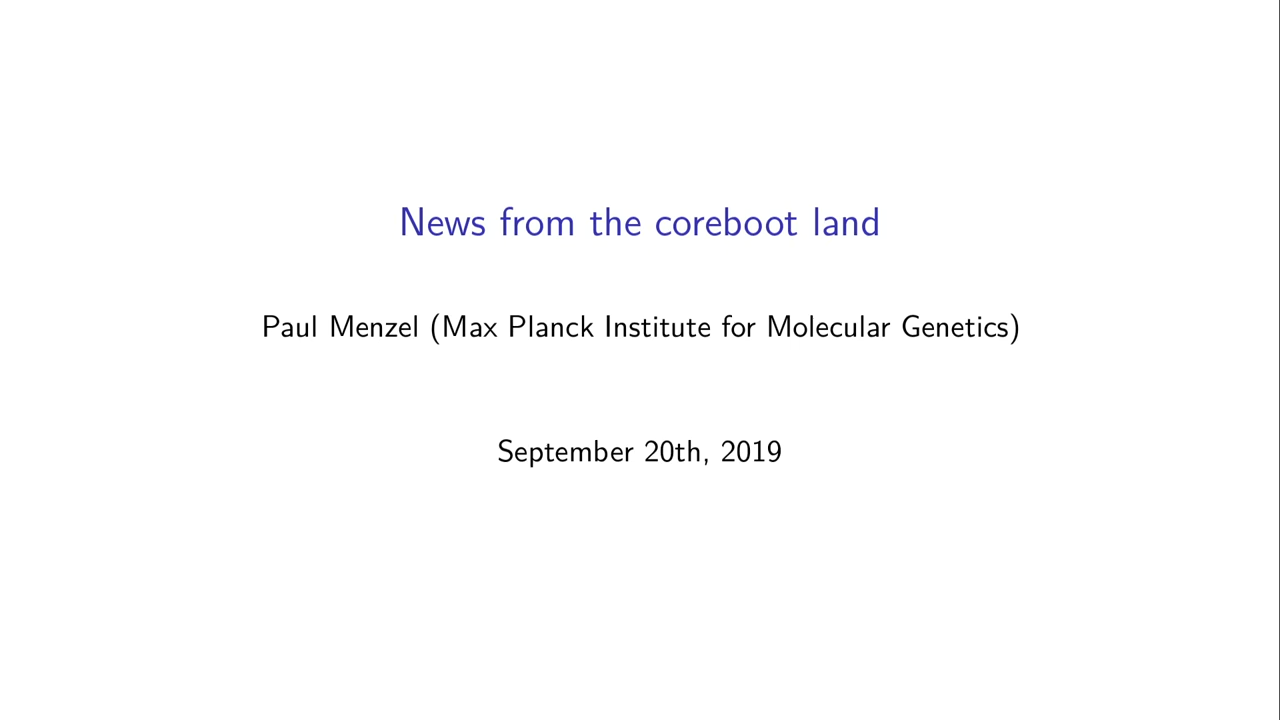 News from the coreboot land
Paul Menzel (Max Planck Institute for Molecular Genetics)
September 20th, 2019